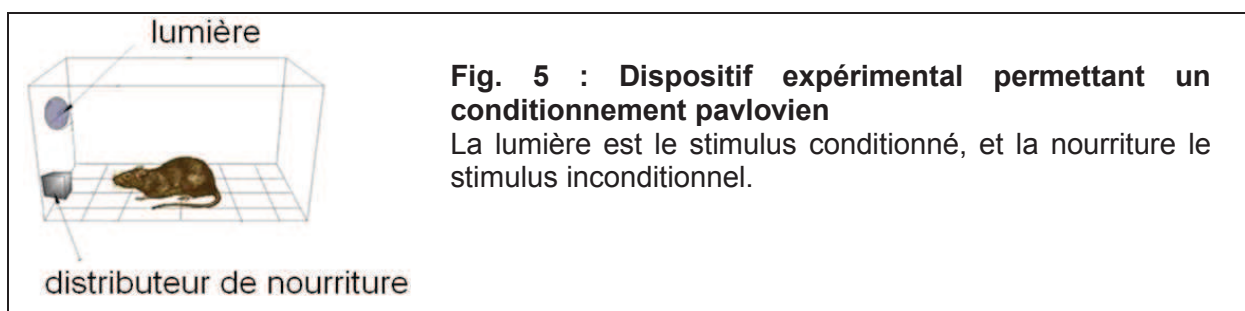 lumière
distributeur de nourriture
Fig. 5 : Dispositif expérimental permettant un
conditionnement pavlovien
La lumière est le stimulus conditionné, et la nourriture le
stimulus inconditionnel.